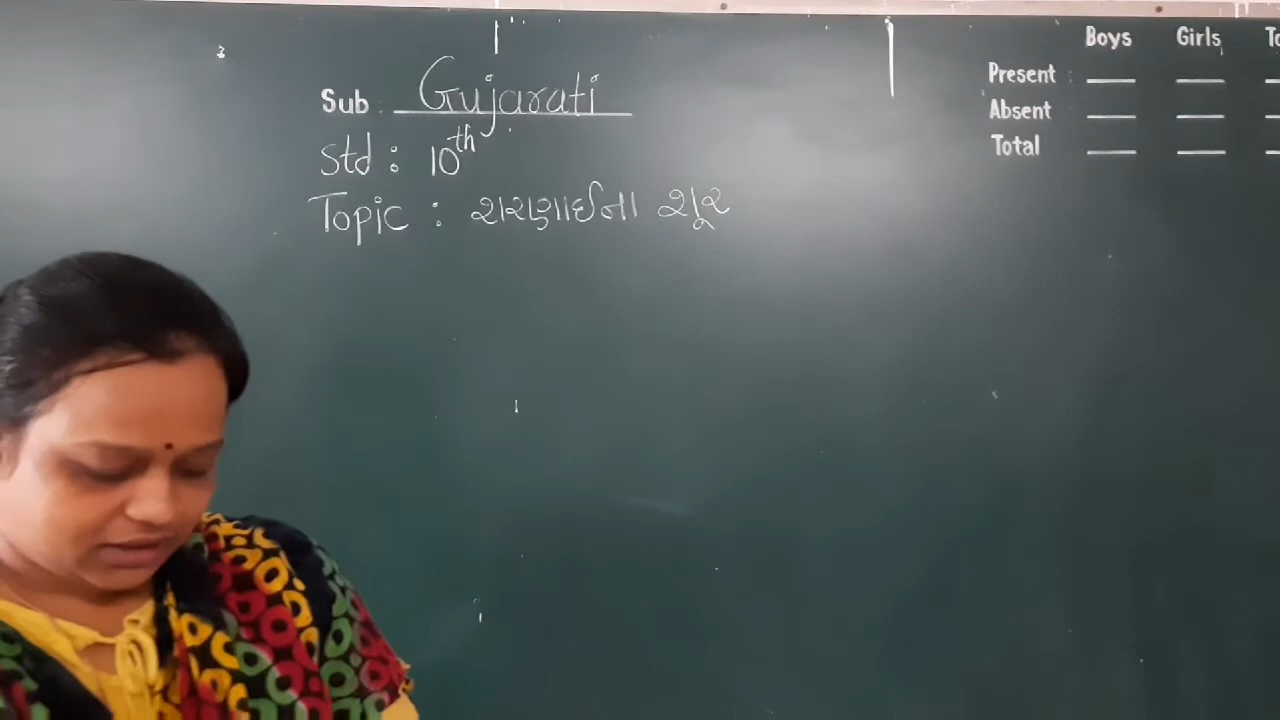 Sub : Gujarati
Std : 10th
Topic : શરણાઈના શૂર
Boys Girls
Present :
Absent :
Total